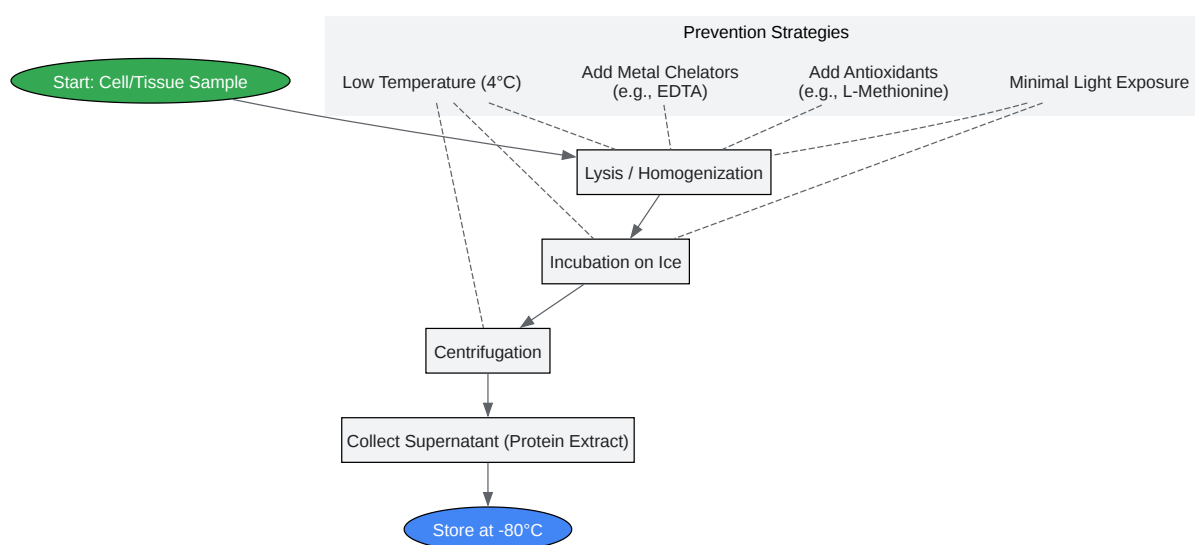 Prevention Strategies
Start: Cell/Tissue Sample
Low Temperature (4°C)
Add Metal Chelators
(e.g., EDTA)
Add Antioxidants
(e.g., L-Methionine)
Minimal Light Exposure
Lysis / Homogenization
Incubation on Ice
Centrifugation
Collect Supernatant (Protein Extract)
Store at -80°C